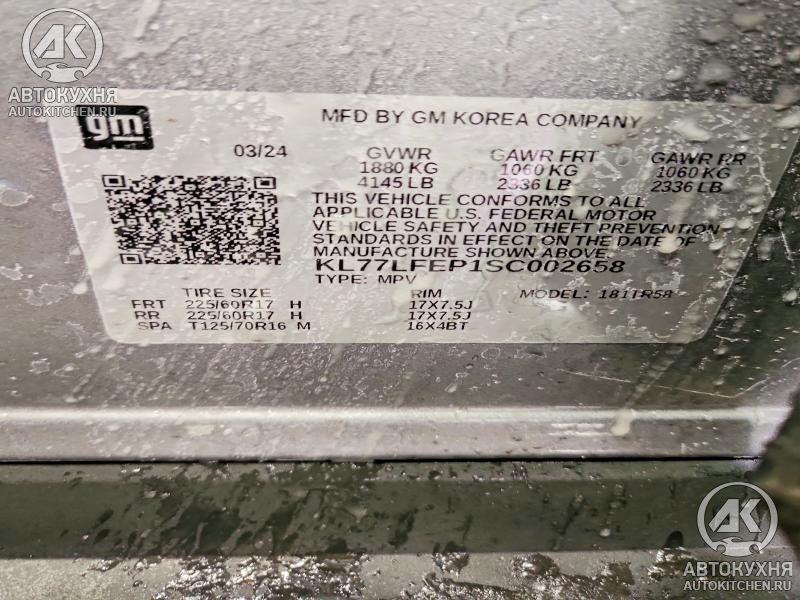 AK
АВТОКУХНЯ
AUTOKITCHEN.RU
gm
MFD BY GM KOREA COMPANY
03/24 GVWR GAWR FRT GAWR RR
1880 KG 1060 KG 1060 KG
4145 LB 2336 LB 2336 LB
THIS VEHICLE CONFORMS TO ALL
APPLICABLE U.S. FEDERAL MOTOR
VEHICLE SAFETY AND THEFT PREVENTION
STANDARDS IN EFFECT ON THE DATE OF
MANUFACTURE SHOWN ABOVE.
KL77LFEP1SC002658
TYPE: MPV MODEL: 1811R58
TIRE SIZE RIM
FRT 225/60R17 H 17X7.5J
RR 225/60R17 H 17X7.5J
SPA T125/70R16 M 16X4BT
AK
АВТОКУХНЯ
AUTOKITCHEN.RU